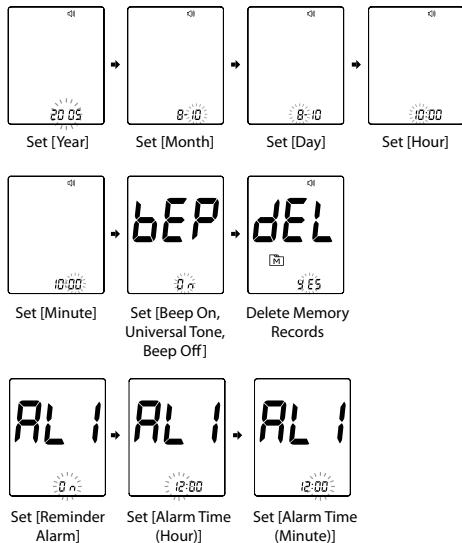 2005
8-10
8-10
10:00
Set [Year]
Set [Month]
Set [Day]
Set [Hour]
10:00
bEP
On
dEL
M
yES
Set [Minute]
Set [Beep On,
Universal Tone,
Beep Off]
Delete Memory
Records
AL 1
On
AL 1
12:00
AL 1
12:00
Set [Reminder
Alarm]
Set [Alarm Time
(Hour)]
Set [Alarm Time
(Minute)]